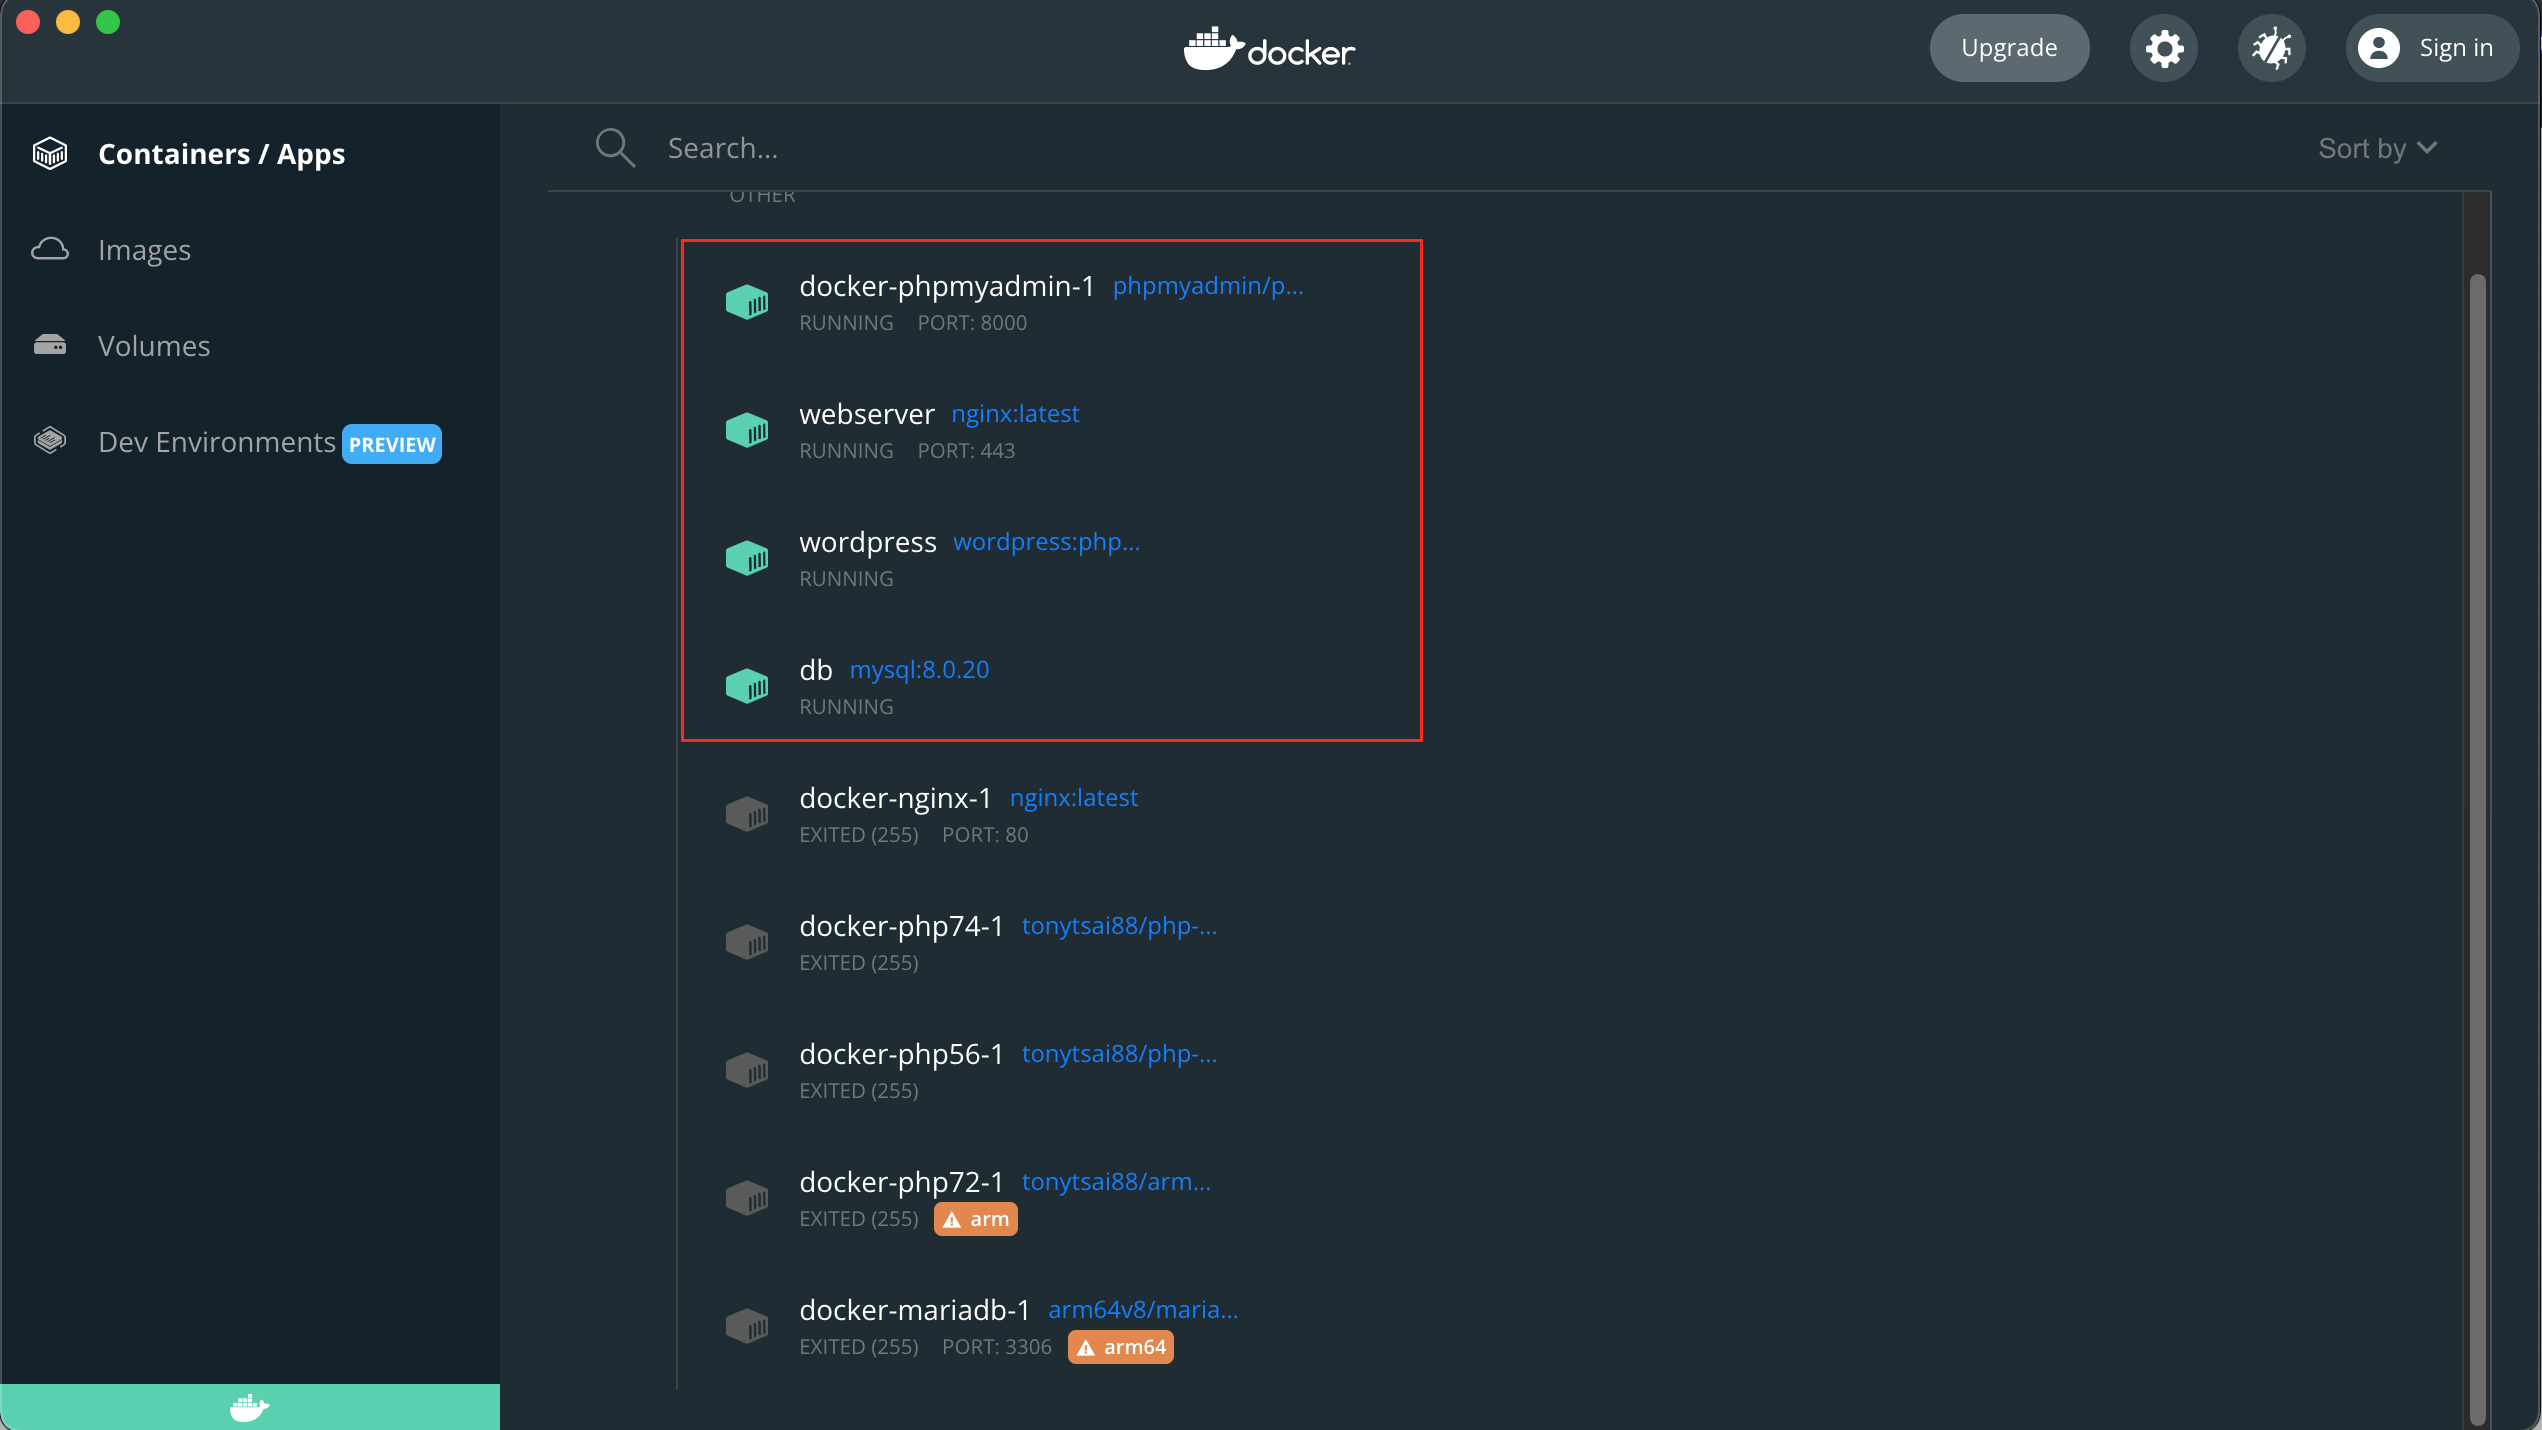 docker
Upgrade
Sign in
Containers / Apps
Images
Volumes
Dev Environments PREVIEW
Search...
Sort by
OTHER
docker-phpmyadmin-1 phpmyadmin/p...
RUNNING PORT: 8000
webserver nginx:latest
RUNNING PORT: 443
wordpress wordpress:php...
RUNNING
db mysql:8.0.20
RUNNING
docker-nginx-1 nginx:latest
EXITED (255) PORT: 80
docker-php74-1 tonytsai88/php-...
EXITED (255)
docker-php56-1 tonytsai88/php-...
EXITED (255)
docker-php72-1 tonytsai88/arm...
EXITED (255) arm
docker-mariadb-1 arm64v8/maria...
EXITED (255) PORT: 3306 arm64